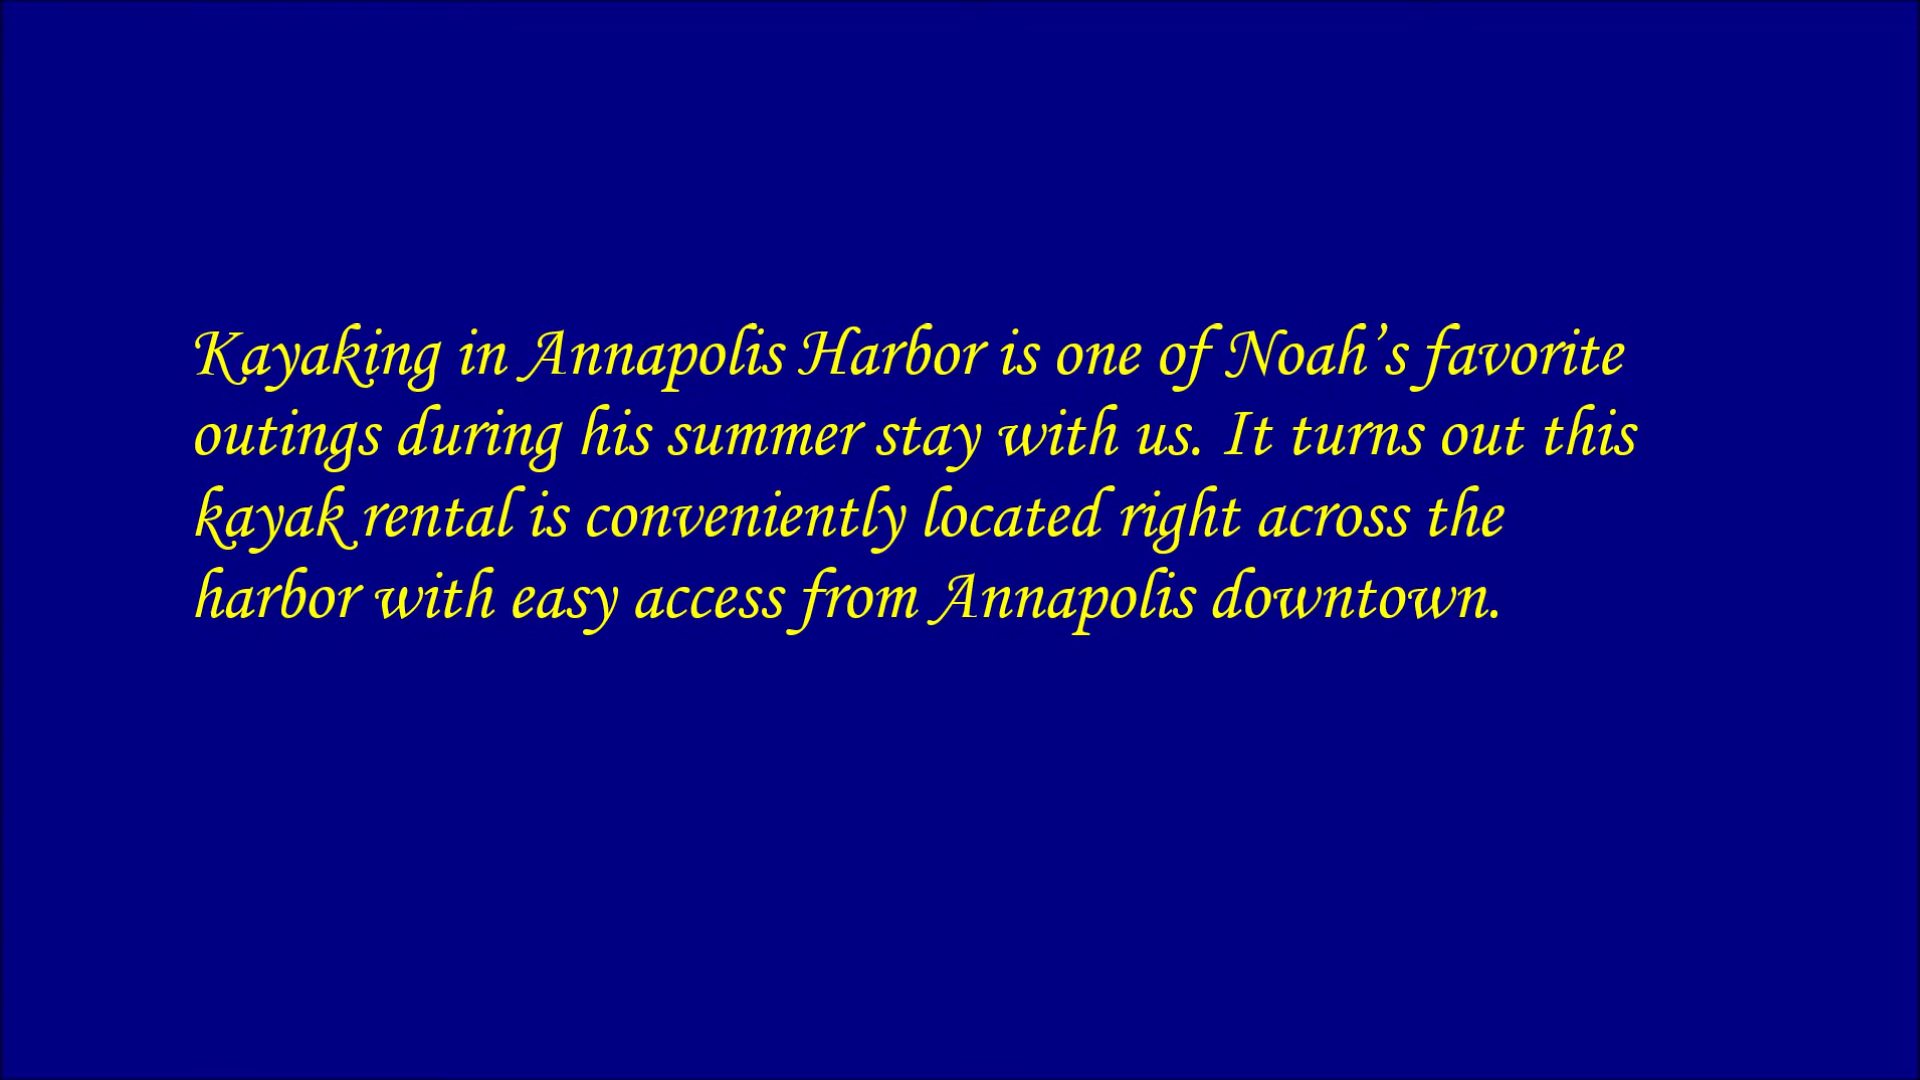 Kayaking in Annapolis Harbor is one of Noah’s favorite
outings during his summer stay with us. It turns out this
kayak rental is conveniently located right across the
harbor with easy access from Annapolis downtown.